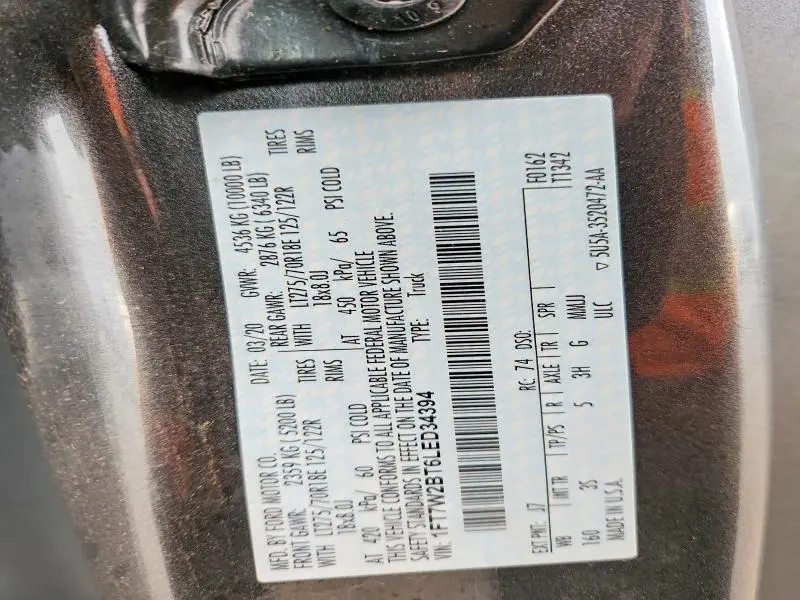 109
MFD. BY FORD MOTOR CO.
DATE: 03/20 GVWR: 4536 KG (10000 LB)
FRONT GAWR: 2359 KG (5200 LB) REAR GAWR: 2876 KG (6340 LB)
WITH LT275/70R18E 125/122R TIRES WITH LT275/70R18E 125/122R TIRES
18x8.0J RIMS 18x8.0J RIMS
AT 420 kPa/ 60 PSI COLD AT 450 kPa/ 65 PSI COLD
THIS VEHICLE CONFORMS TO ALL APPLICABLE FEDERAL MOTOR VEHICLE
SAFETY STANDARDS IN EFFECT ON THE DATE OF MANUFACTURE SHOWN ABOVE.
VIN: 1FT7W2BT6LED34394 TYPE: Truck
F0162
EXT PNT: J7 RC: 74 DSO: T1342
WB INT TR TP/PS R AXLE TR SPR
160 3S 5 3H G MMUJ
MADE IN U.S.A. ULC
5U5A-3520472-AA